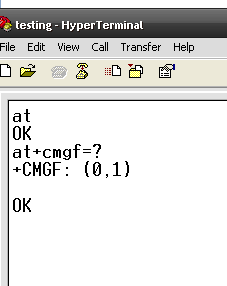 testing - HyperTerminal
File Edit View Call Transfer Help
at
OK
at+cmgf=?
+CMGF: (0,1)
OK